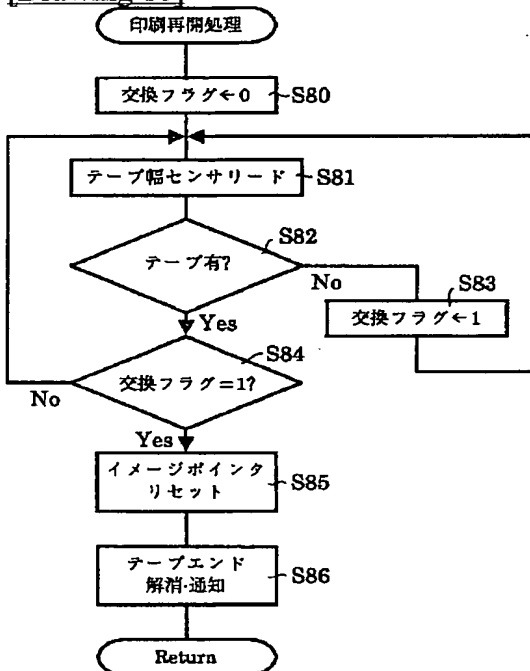 印刷再開処理
交換フラグ←0
S80
テープ幅センサリード
S81
テープ有?
S82
No
交換フラグ←1
S83
Yes
交換フラグ=1?
S84
No
Yes
イメージポインタ
リセット
S85
テープエンド
解消·通知
S86
Return